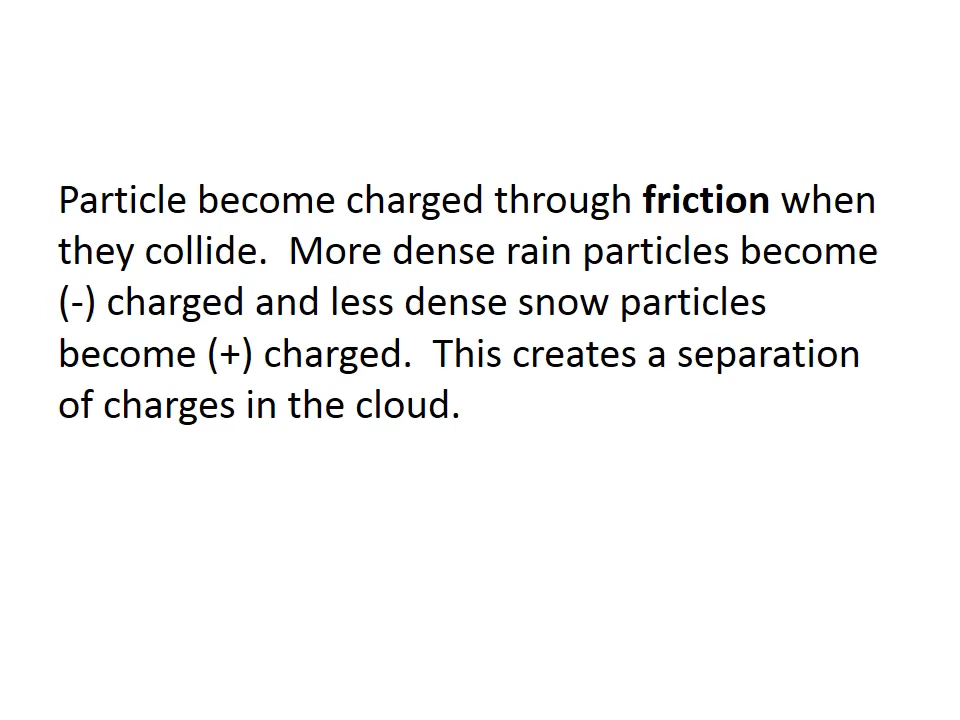 Particle become charged through friction when
they collide.  More dense rain particles become
(-) charged and less dense snow particles
become (+) charged.  This creates a separation
of charges in the cloud.